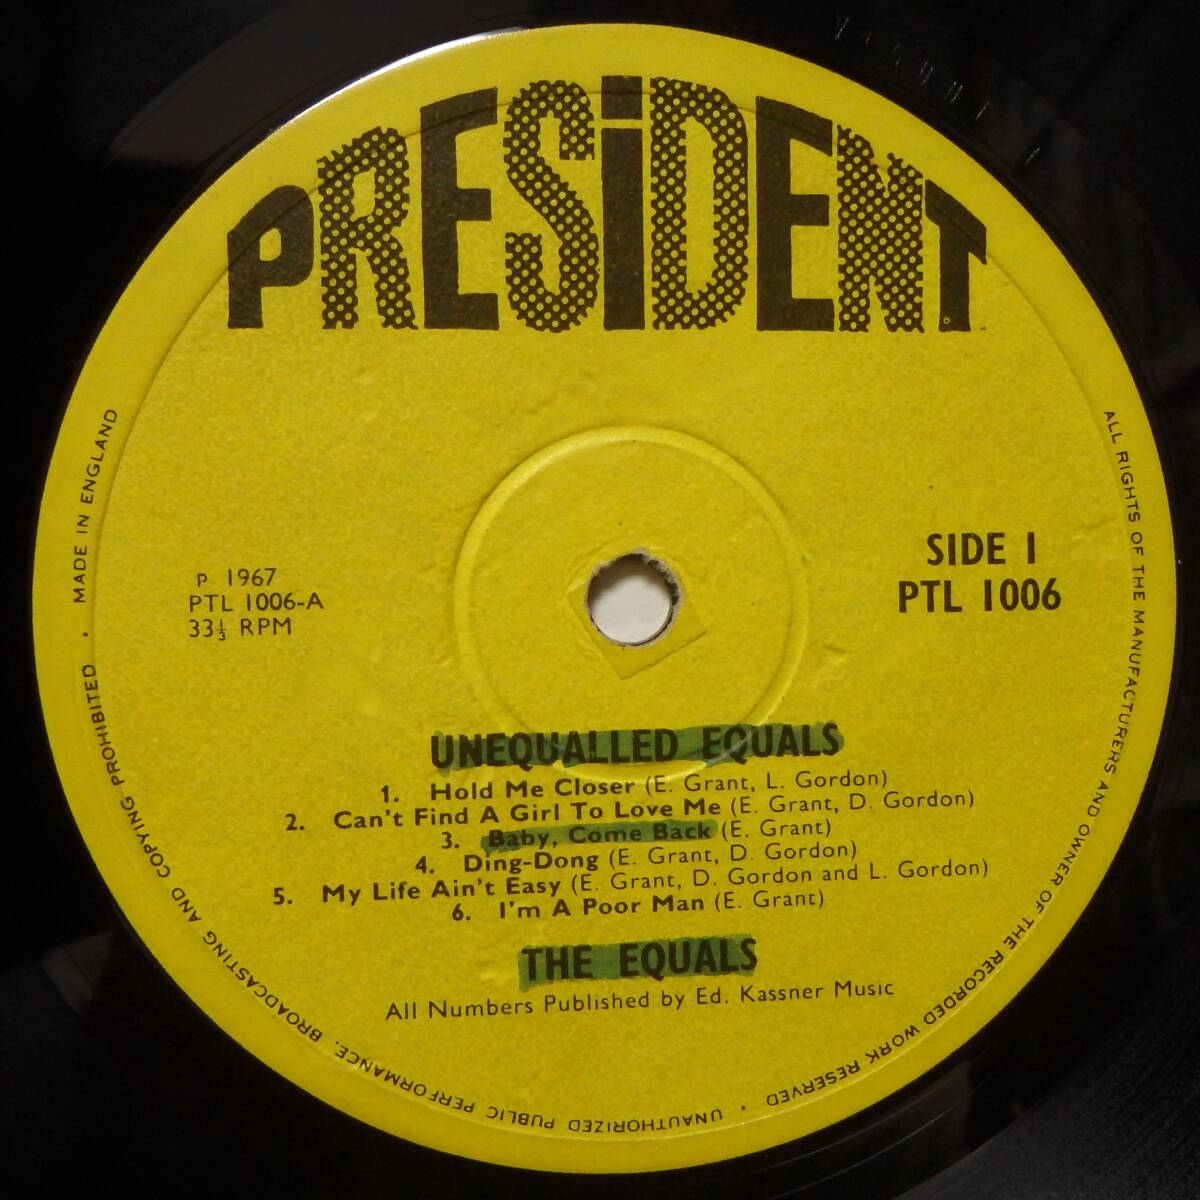 PRESiDENT
MADE IN ENGLAND
ALL RIGHTS OF THE MANUFACTURERS AND OWNER OF THE RECORDED WORK RESERVED
UNAUTHORIZED PUBLIC PERFORMANCE, BROADCASTING AND COPYING PROHIBITED
P 1967
PTL 1006-A
33⅓ RPM
SIDE 1
PTL 1006
UNEQUALLED EQUALS
1. Hold Me Closer (E. Grant, L. Gordon)
2. Can't Find A Girl To Love Me (E. Grant, D. Gordon)
3. Baby, Come Back (E. Grant)
4. Ding-Dong (E. Grant, D. Gordon)
5. My Life Ain't Easy (E. Grant, D. Gordon and L. Gordon)
6. I'm A Poor Man (E. Grant)
THE EQUALS
All Numbers Published by Ed. Kassner Music